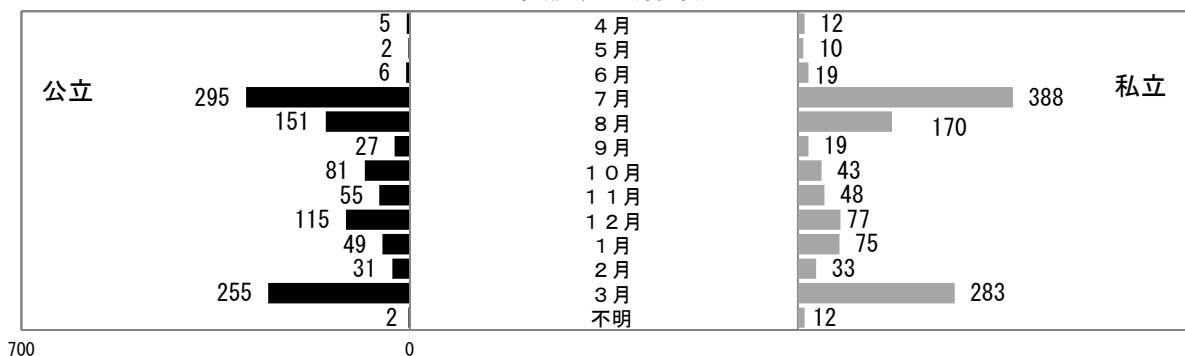 5 4月 12
2 5月 10
6 6月 19
公立 295 7月 388 私立
151 8月 170
27 9月 19
81 10月 43
55 11月 48
115 12月 77
49 1月 75
31 2月 33
255 3月 283
2 不明 12
700 0